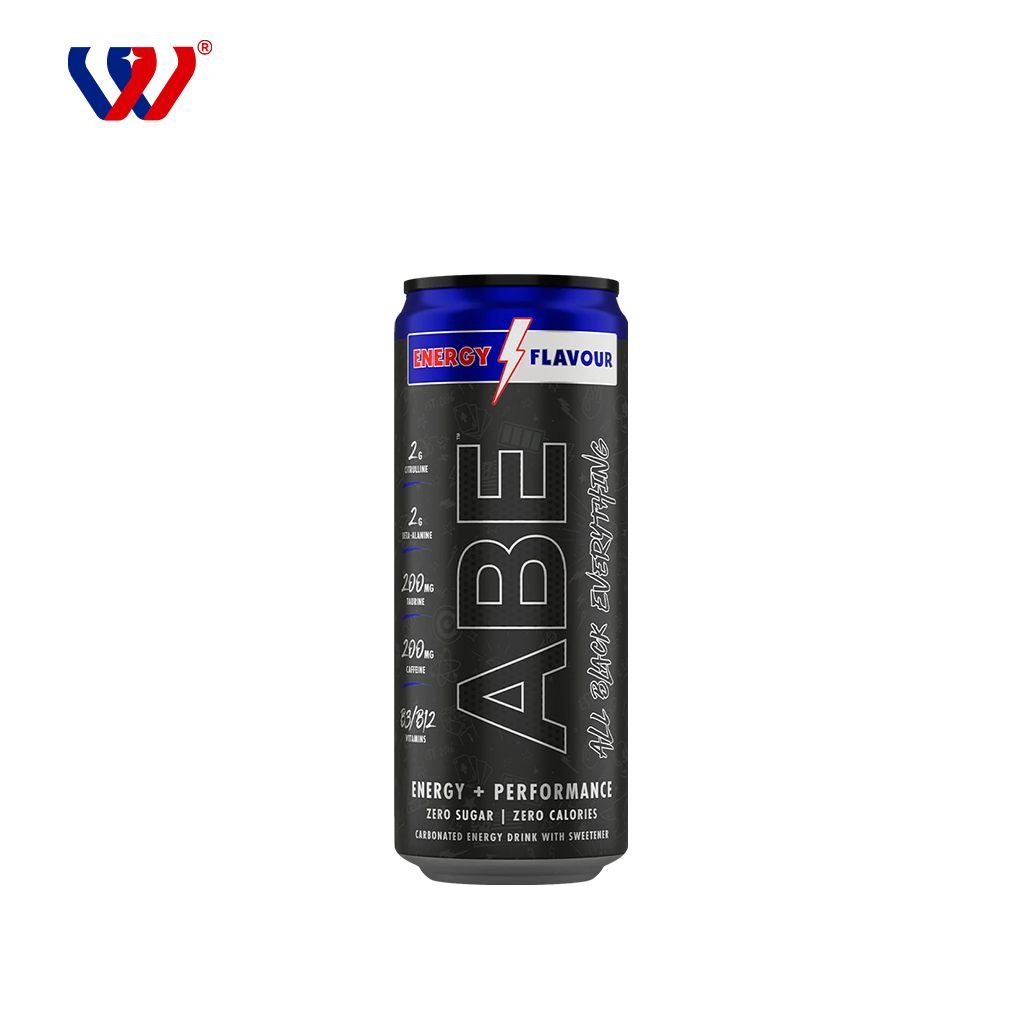 W®
ENERGY FLAVOUR
2G
CITRULLINE
2G
BETA-ALANINE
200MG
TAURINE
200MG
CAFFEINE
B3/B12
VITAMINS
ABE™
ALL BLACK EVERYTHING
ENERGY + PERFORMANCE
ZERO SUGAR | ZERO CALORIES
CARBONATED ENERGY DRINK WITH SWEETENER